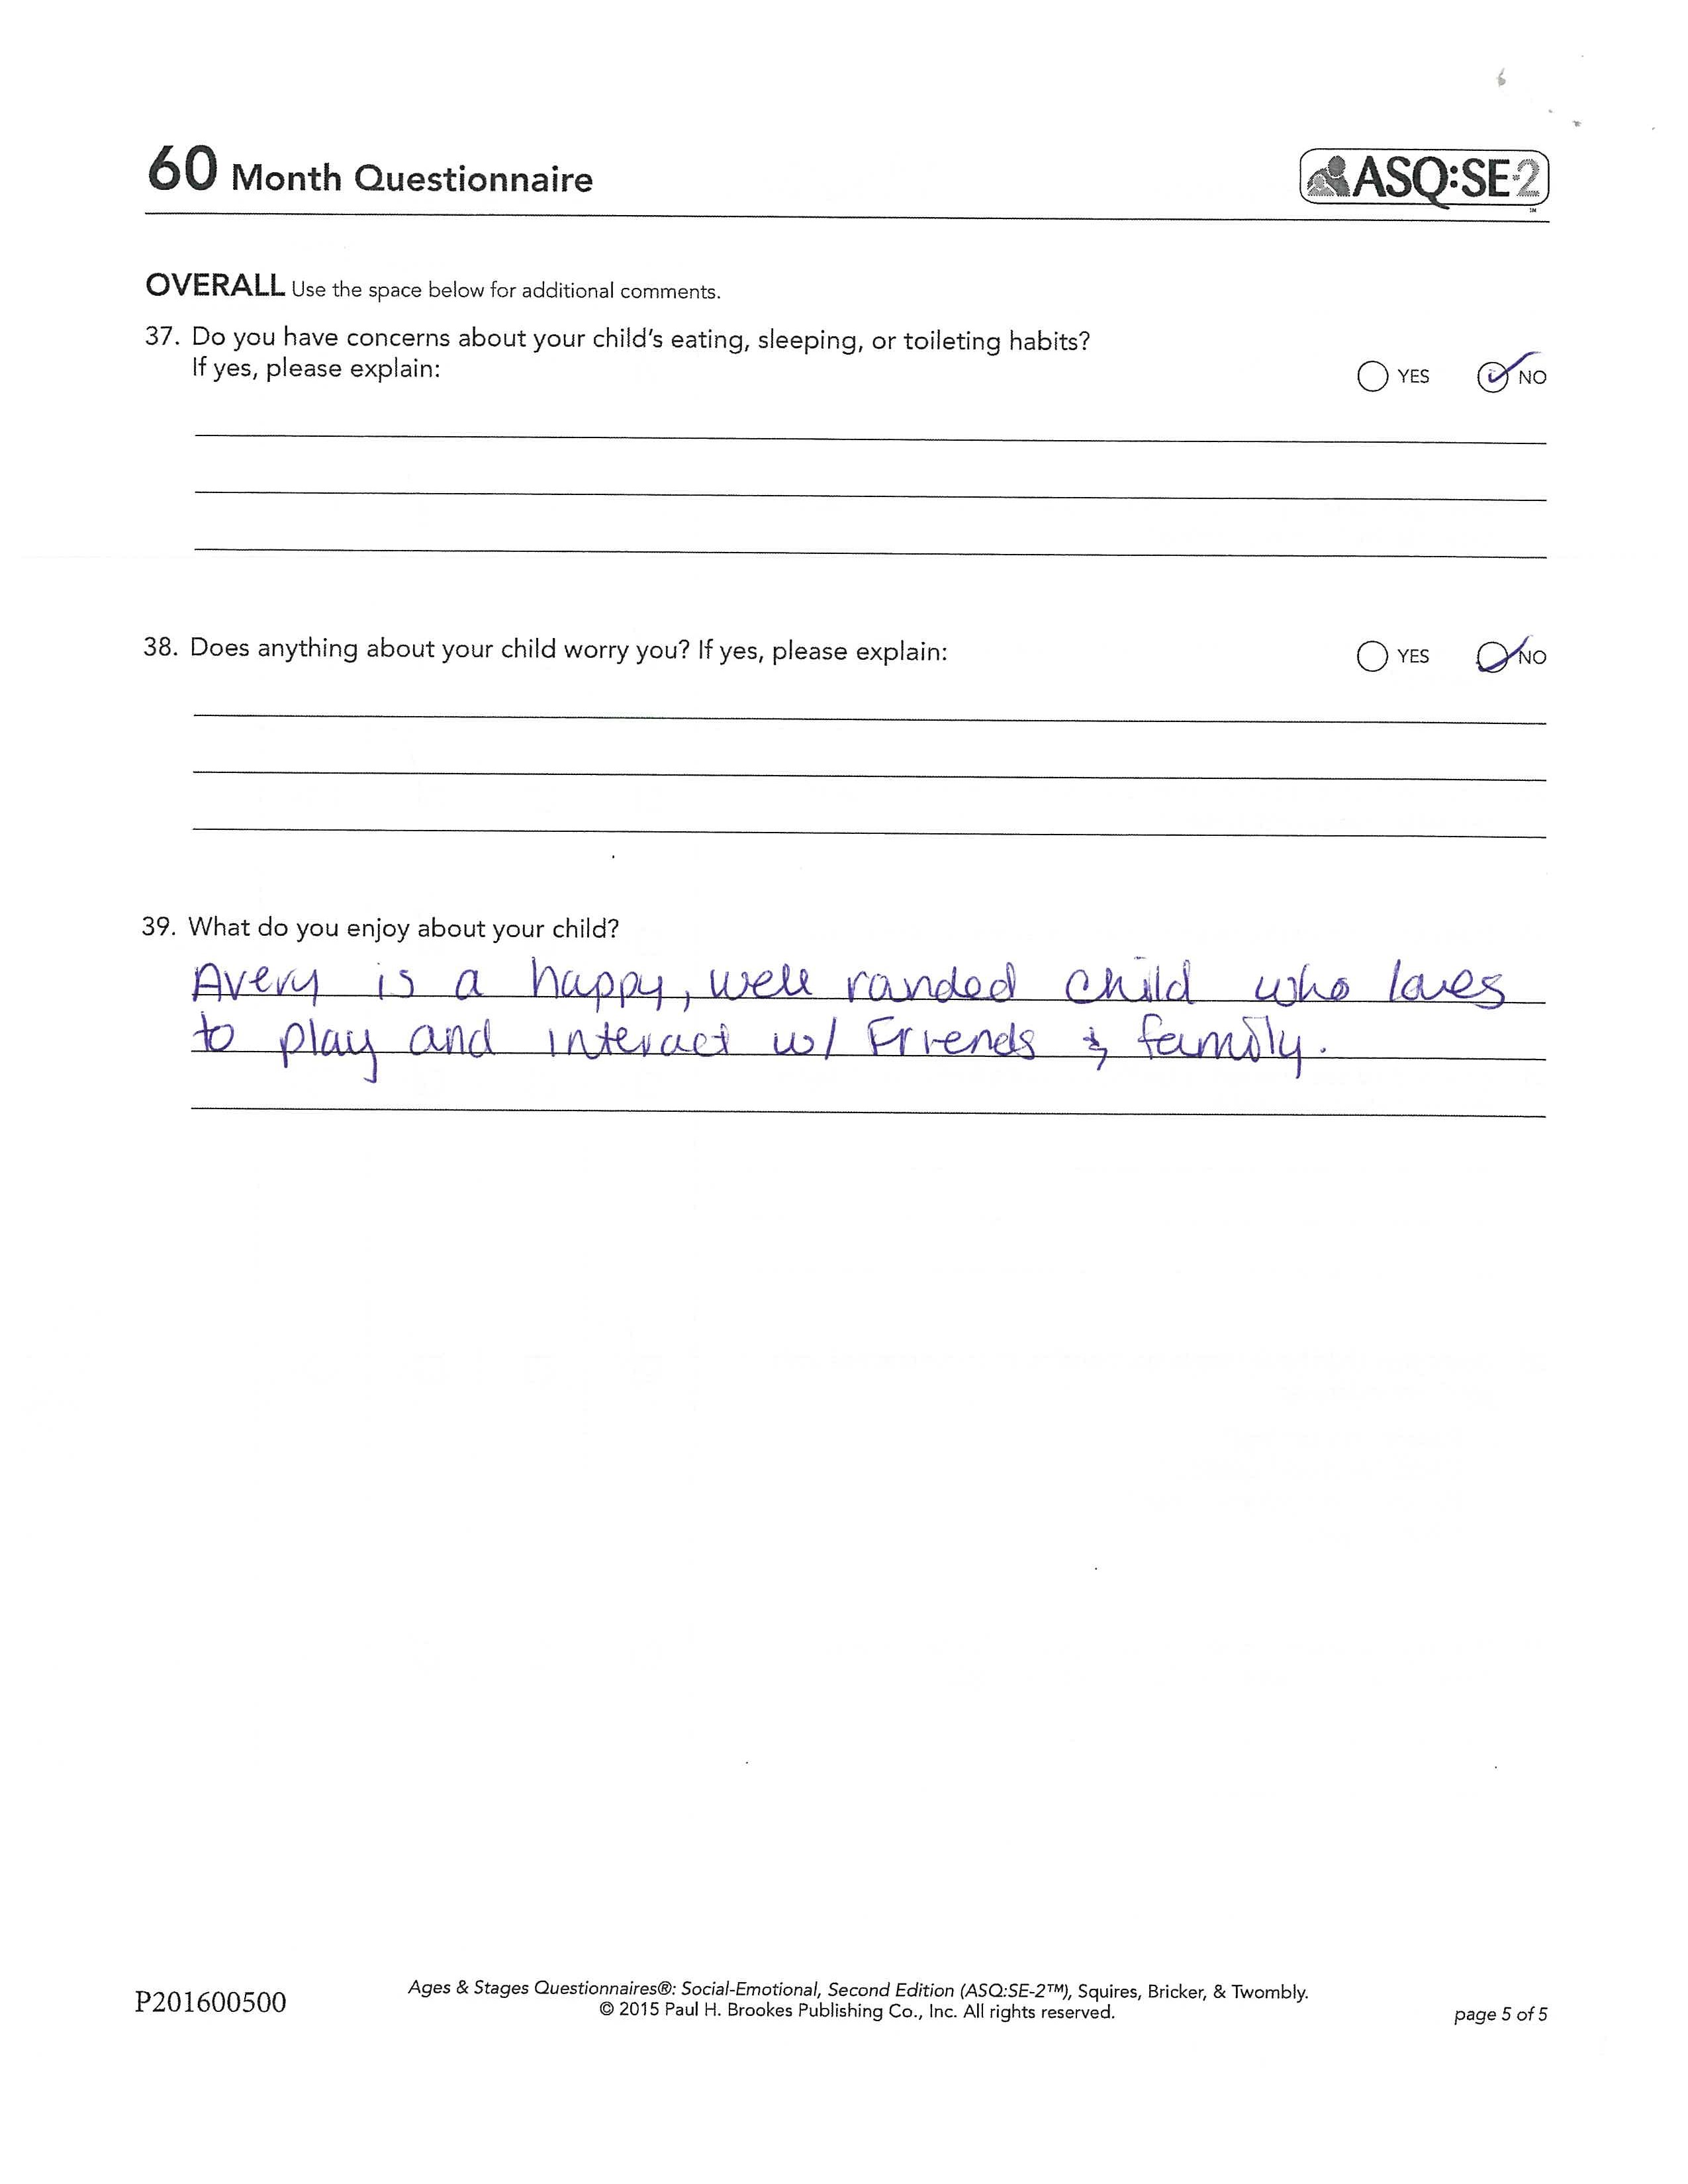 60 Month Questionnaire
ASQ:SE-2™
OVERALL Use the space below for additional comments.
37. Do you have concerns about your child's eating, sleeping, or toileting habits?
If yes, please explain:
YES NO
38. Does anything about your child worry you? If yes, please explain:
YES NO
39. What do you enjoy about your child?
Avery is a happy, well rounded child who loves
to play and interact w/ Friends & family.
P201600500
Ages & Stages Questionnaires®: Social-Emotional, Second Edition (ASQ:SE-2™), Squires, Bricker, & Twombly.
© 2015 Paul H. Brookes Publishing Co., Inc. All rights reserved.
page 5 of 5